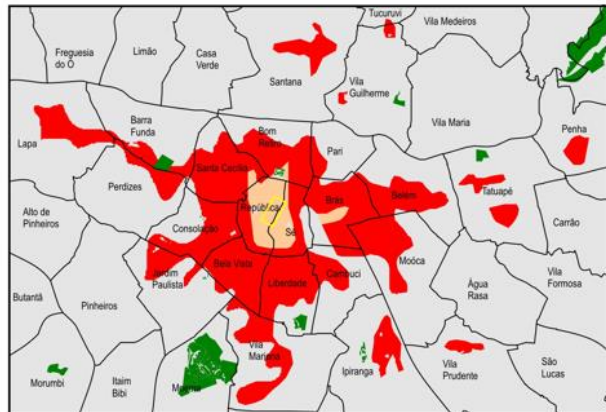 Tucuruvi
Vila Medeiros
Freguesia
do Ó
Limão
Casa
Verde
Santana
Vila
Guilherme
Vila Maria
Penha
Lapa
Barra
Funda
Bom
Retiro
Pari
Santa Cecília
Perdizes
Brás
Belém
Tatuapé
República
Alto de
Pinheiros
Consolação
Sé
Carrão
Bela Vista
Moóca
Jardim
Paulista
Liberdade
Cambuci
Água
Rasa
Vila
Formosa
Butantã
Pinheiros
Vila
Mariana
Ipiranga
Vila
Prudente
São
Lucas
Morumbi
Itaim
Bibi
Moema